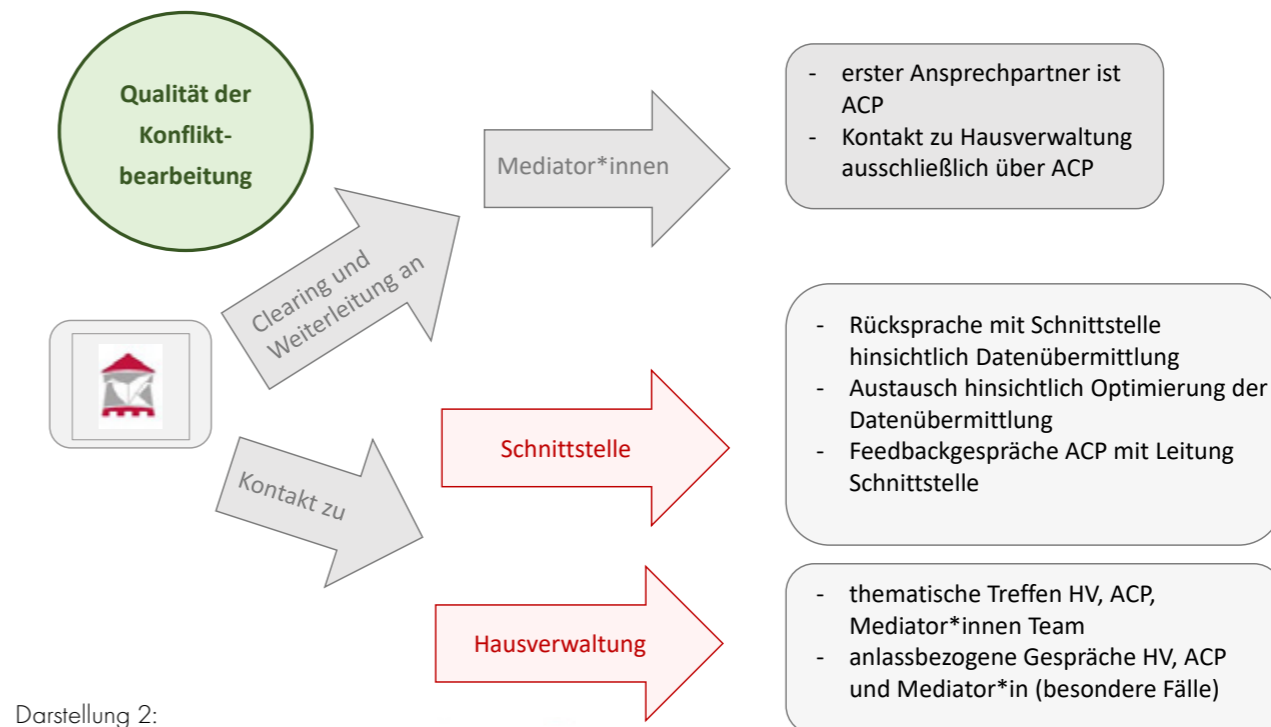 Qualität der
Konflikt-
bearbeitung
Clearing und
Weiterleitung an
Mediator*innen
- erster Ansprechpartner ist
ACP
- Kontakt zu Hausverwaltung
ausschließlich über ACP
Kontakt zu
Schnittstelle
- Rücksprache mit Schnittstelle
hinsichtlich Datenübermittlung
- Austausch hinsichtlich Optimierung der
Datenübermittlung
- Feedbackgespräche ACP mit Leitung
Schnittstelle
Hausverwaltung
- thematische Treffen HV, ACP,
Mediator*innen Team
- anlassbezogene Gespräche HV, ACP
und Mediator*in (besondere Fälle)
Darstellung 2: